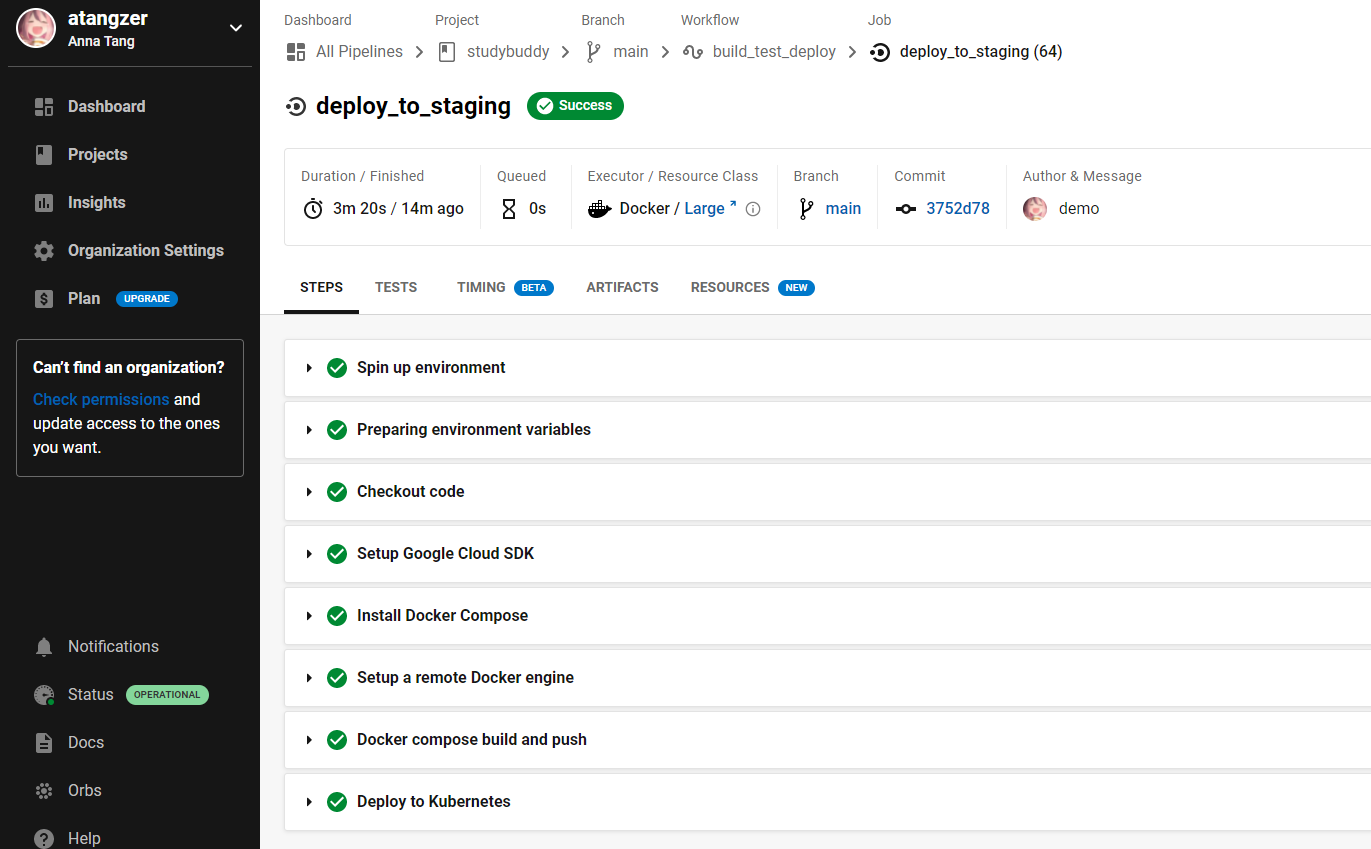 atangzer
Anna Tang
Dashboard
Projects
Insights
Organization Settings
Plan UPGRADE
Can't find an organization?
Check permissions and
update access to the ones
you want.
Notifications
Status OPERATIONAL
Docs
Orbs
Help
Dashboard Project Branch Workflow Job
All Pipelines studybuddy main build_test_deploy deploy_to_staging (64)
deploy_to_staging Success
Duration / Finished Queued Executor / Resource Class Branch Commit Author & Message
3m 20s / 14m ago 0s Docker / Large main 3752d78 demo
STEPS TESTS TIMING BETA ARTIFACTS RESOURCES NEW
Spin up environment
Preparing environment variables
Checkout code
Setup Google Cloud SDK
Install Docker Compose
Setup a remote Docker engine
Docker compose build and push
Deploy to Kubernetes